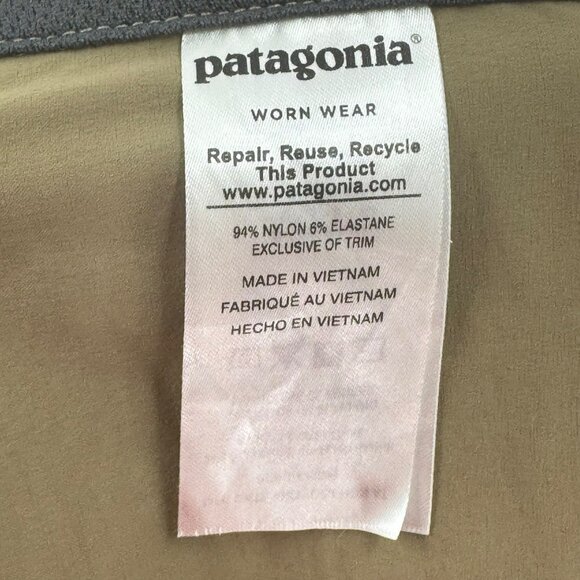 patagonia®
WORN WEAR
Repair, Reuse, Recycle
This Product
www.patagonia.com
94% NYLON 6% ELASTANE
EXCLUSIVE OF TRIM
MADE IN VIETNAM
FABRIQUÉ AU VIETNAM
HECHO EN VIETNAM